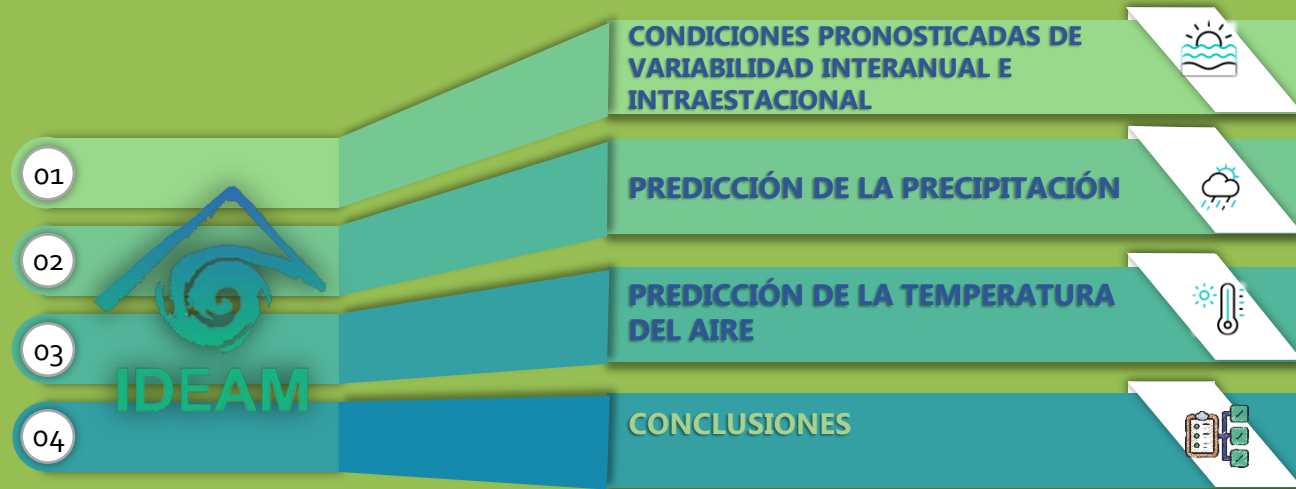 01
CONDICIONES PRONOSTICADAS DE
VARIABILIDAD INTERANUAL E
INTRAESTACIONAL
02
PREDICCIÓN DE LA PRECIPITACIÓN
03
PREDICCIÓN DE LA TEMPERATURA
DEL AIRE
04
CONCLUSIONES
IDEAM